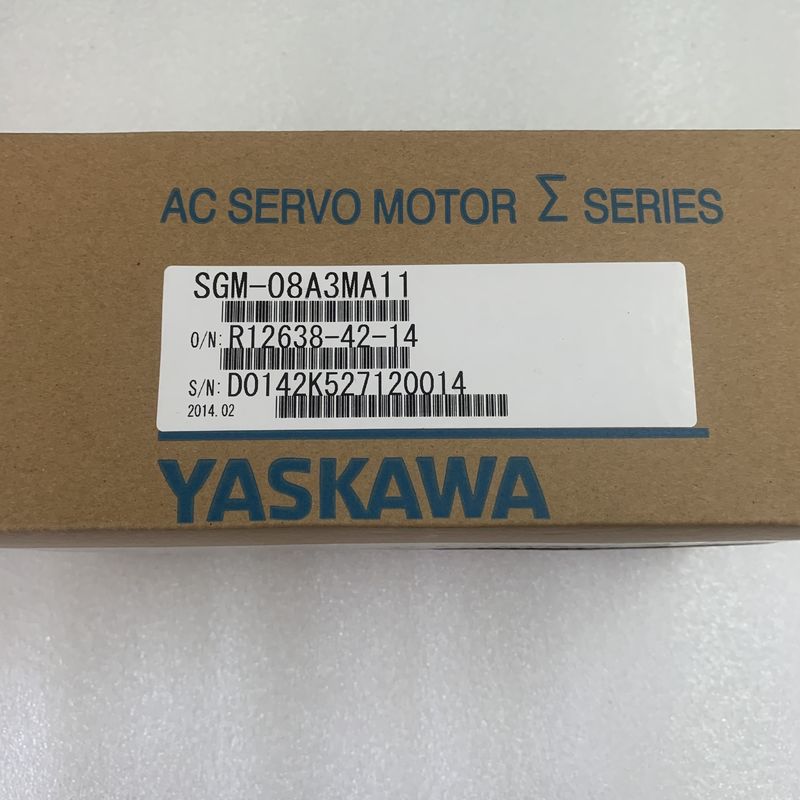 AC SERVO MOTOR Σ SERIES
SGM-08A3MA11
O/N: R12638-42-14
S/N: D0142K527120014
2014.02
YASKAWA